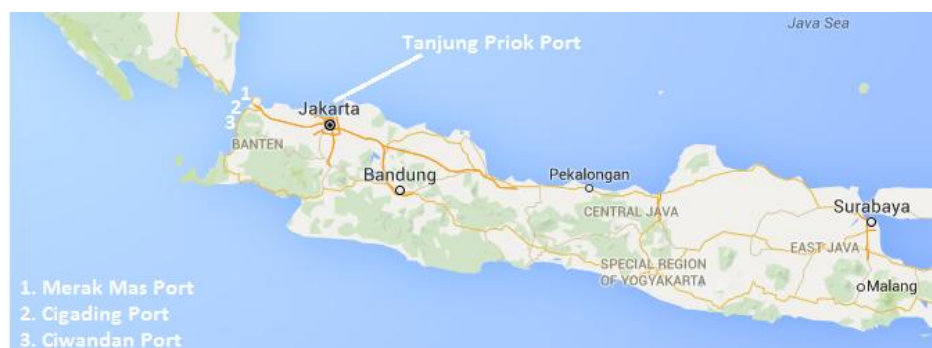 Java Sea
Tanjung Priok Port
1
2
3
Jakarta
BANTEN
Bandung
Pekalongan
CENTRAL JAVA
Surabaya
EAST JAVA
SPECIAL REGION
OF YOGYAKARTA
Malang
1. Merak Mas Port
2. Cigading Port
3. Ciwandan Port